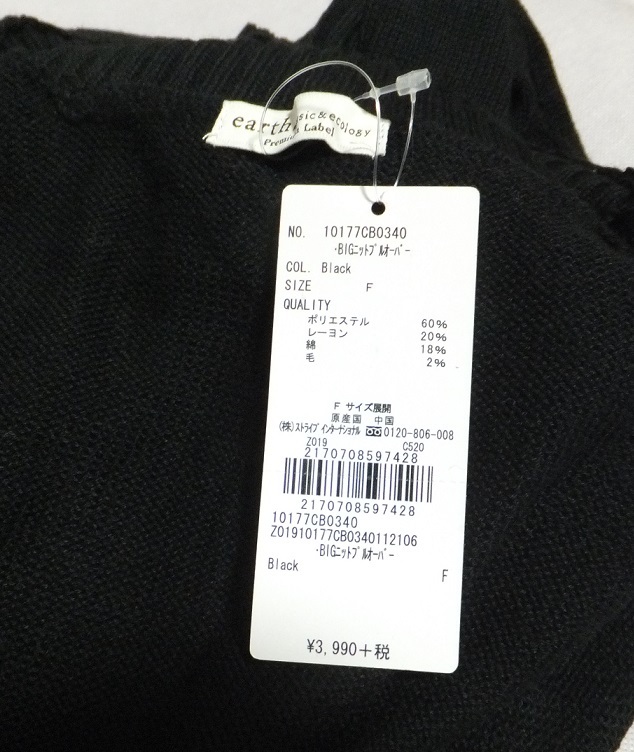 earth
sic & ecology
Label
NO. 10177CB0340
・BIGニットプルオーバー
COL. Black
SIZE F
QUALITY
ポリエステル 60%
レーヨン 20%
綿 18%
毛 2%
F サイズ展開
原産国 中国
(株)ストライプインターナショナル 0120-806-008
Z019 C520
2170708597428
2170708597428
10177CB0340
Z01910177CB0340112106
・BIGニットプルオーバー
Black F
¥3,990+税